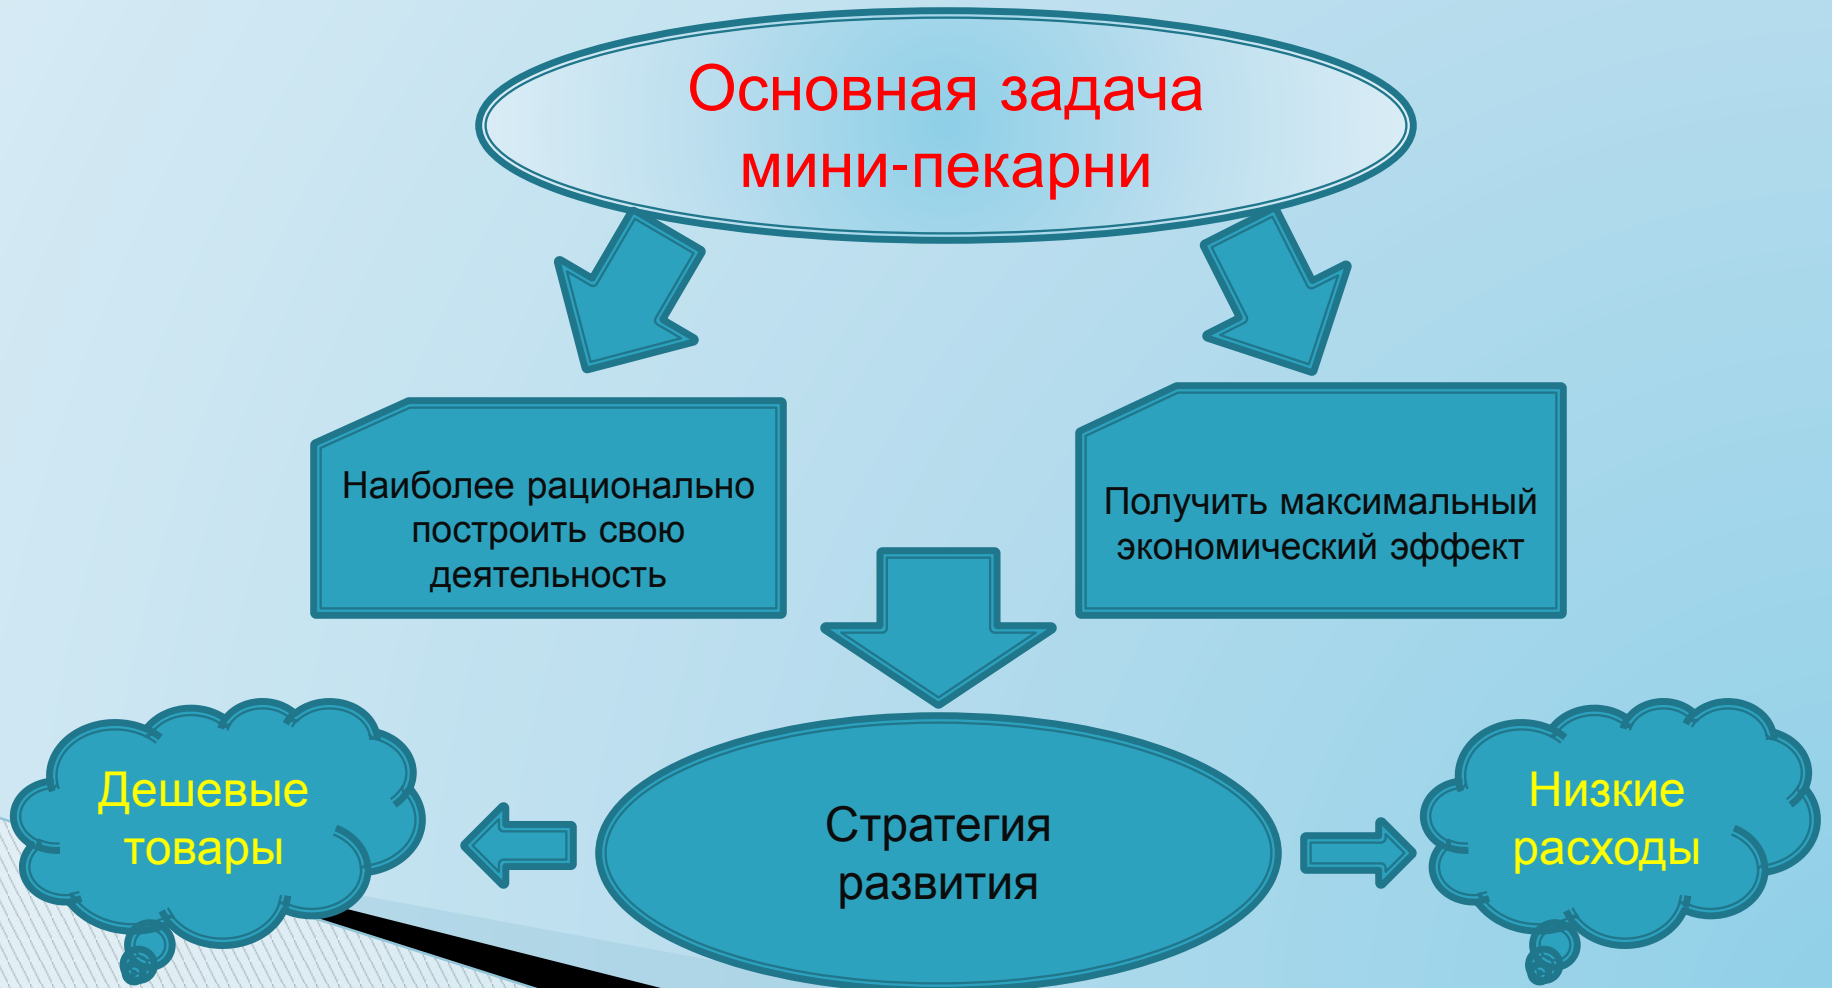 Основная задача
мини-пекарни
Наиболее рационально
построить свою
деятельность
Получить максимальный
экономический эффект
Дешевые
товары
Стратегия
развития
Низкие
расходы